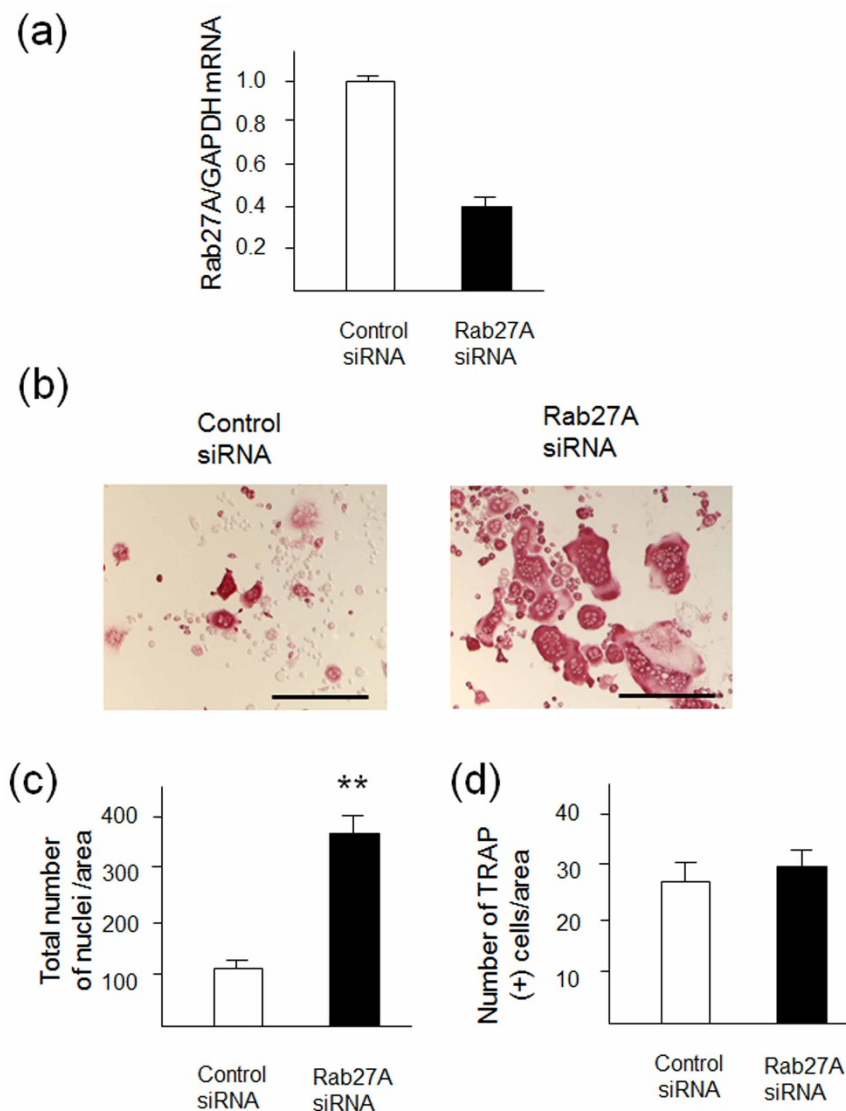 (a)
Rab27A/GAPDH mRNA
1.0
0.8
0.6
0.4
0.2
Control
siRNA
Rab27A
siRNA
(b)
Control
siRNA
Rab27A
siRNA
(c)
Total number
of nuclei /area
400
300
200
100
**
Control
siRNA
Rab27A
siRNA
(d)
Number of TRAP
(+) cells/area
40
30
20
10
Control
siRNA
Rab27A
siRNA